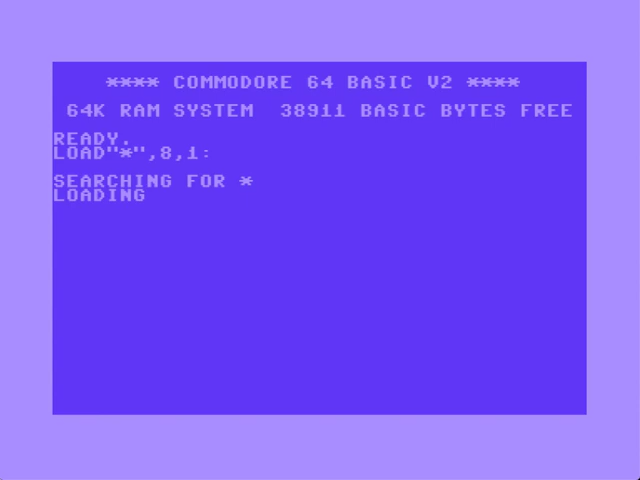 **** COMMODORE 64 BASIC V2 ****
64K RAM SYSTEM  38911 BASIC BYTES FREE
READY.
LOAD"*",8,1:
SEARCHING FOR *
LOADING